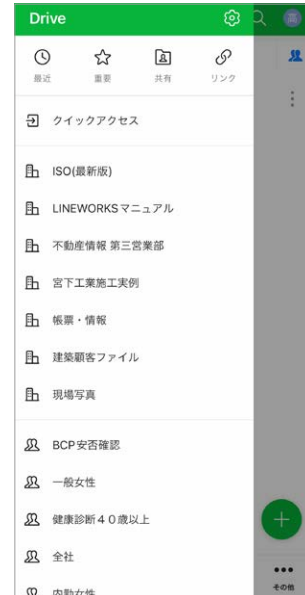 Drive
高
最近 重要 共有 リンク
クイックアクセス
ISO(最新版)
LINEWORKSマニュアル
不動産情報 第三営業部
宮下工業施工実例
帳票・情報
建築顧客ファイル
現場写真
BCP安否確認
一般女性
健康診断40歳以上
全社
内勤女性
その他